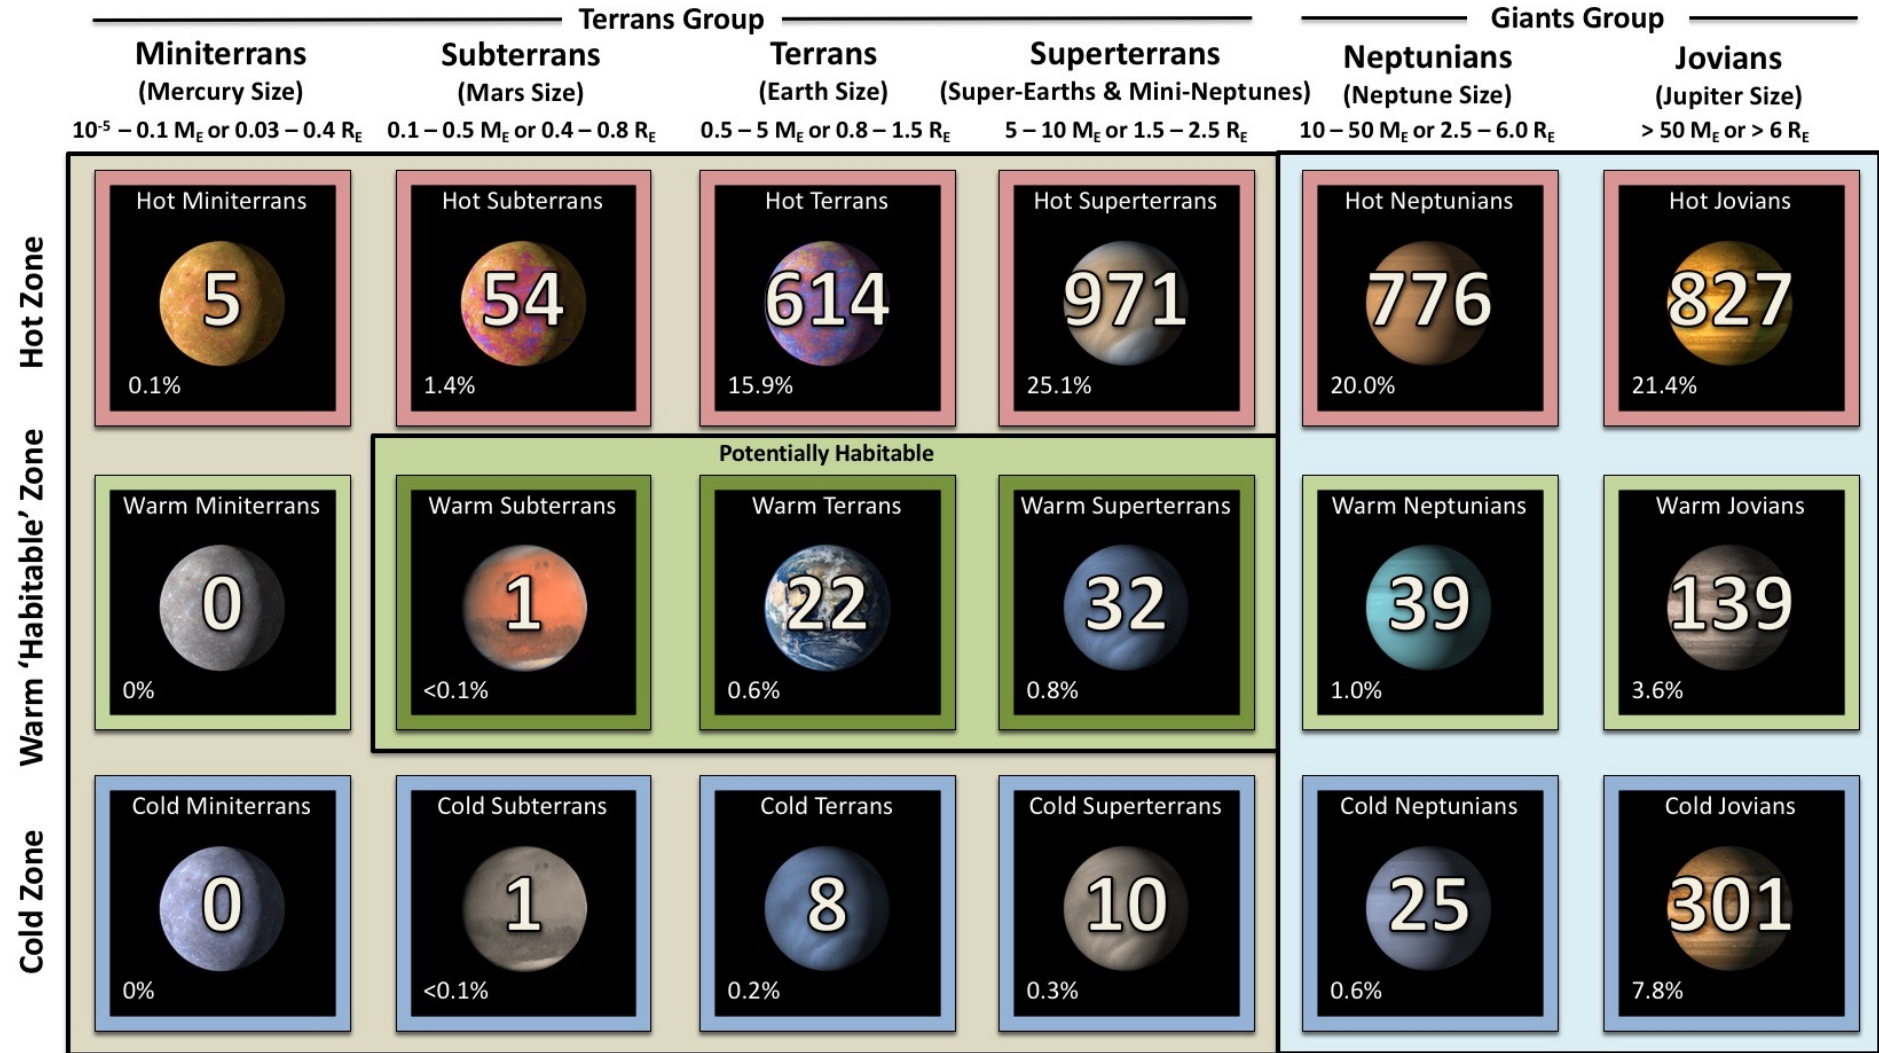 Terrans Group
Giants Group
Miniterrans
Subterrans
Terrans
Superterrans
Neptunians
Jovians
(Mercury Size)
(Mars Size)
(Earth Size)
(Super-Earths & Mini-Neptunes)
(Neptune Size)
(Jupiter Size)
10⁻⁵ – 0.1 M_E or 0.03 – 0.4 R_E
0.1 – 0.5 M_E or 0.4 – 0.8 R_E
0.5 – 5 M_E or 0.8 – 1.5 R_E
5 – 10 M_E or 1.5 – 2.5 R_E
10 – 50 M_E or 2.5 – 6.0 R_E
> 50 M_E or > 6 R_E
Hot Zone
Hot Miniterrans
5
0.1%
Hot Subterrans
54
1.4%
Hot Terrans
614
15.9%
Hot Superterrans
971
25.1%
Hot Neptunians
776
20.0%
Hot Jovians
827
21.4%
Warm ‘Habitable’ Zone
Potentially Habitable
Warm Miniterrans
0
0%
Warm Subterrans
1
<0.1%
Warm Terrans
22
0.6%
Warm Superterrans
32
0.8%
Warm Neptunians
39
1.0%
Warm Jovians
139
3.6%
Cold Zone
Cold Miniterrans
0
0%
Cold Subterrans
1
<0.1%
Cold Terrans
8
0.2%
Cold Superterrans
10
0.3%
Cold Neptunians
25
0.6%
Cold Jovians
301
7.8%